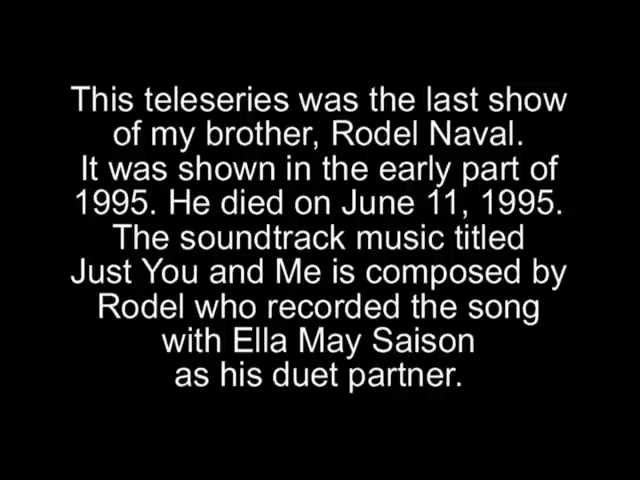 This teleseries was the last show
of my brother, Rodel Naval.
It was shown in the early part of
1995. He died on June 11, 1995.
The soundtrack music titled
Just You and Me is composed by
Rodel who recorded the song
with Ella May Saison
as his duet partner.